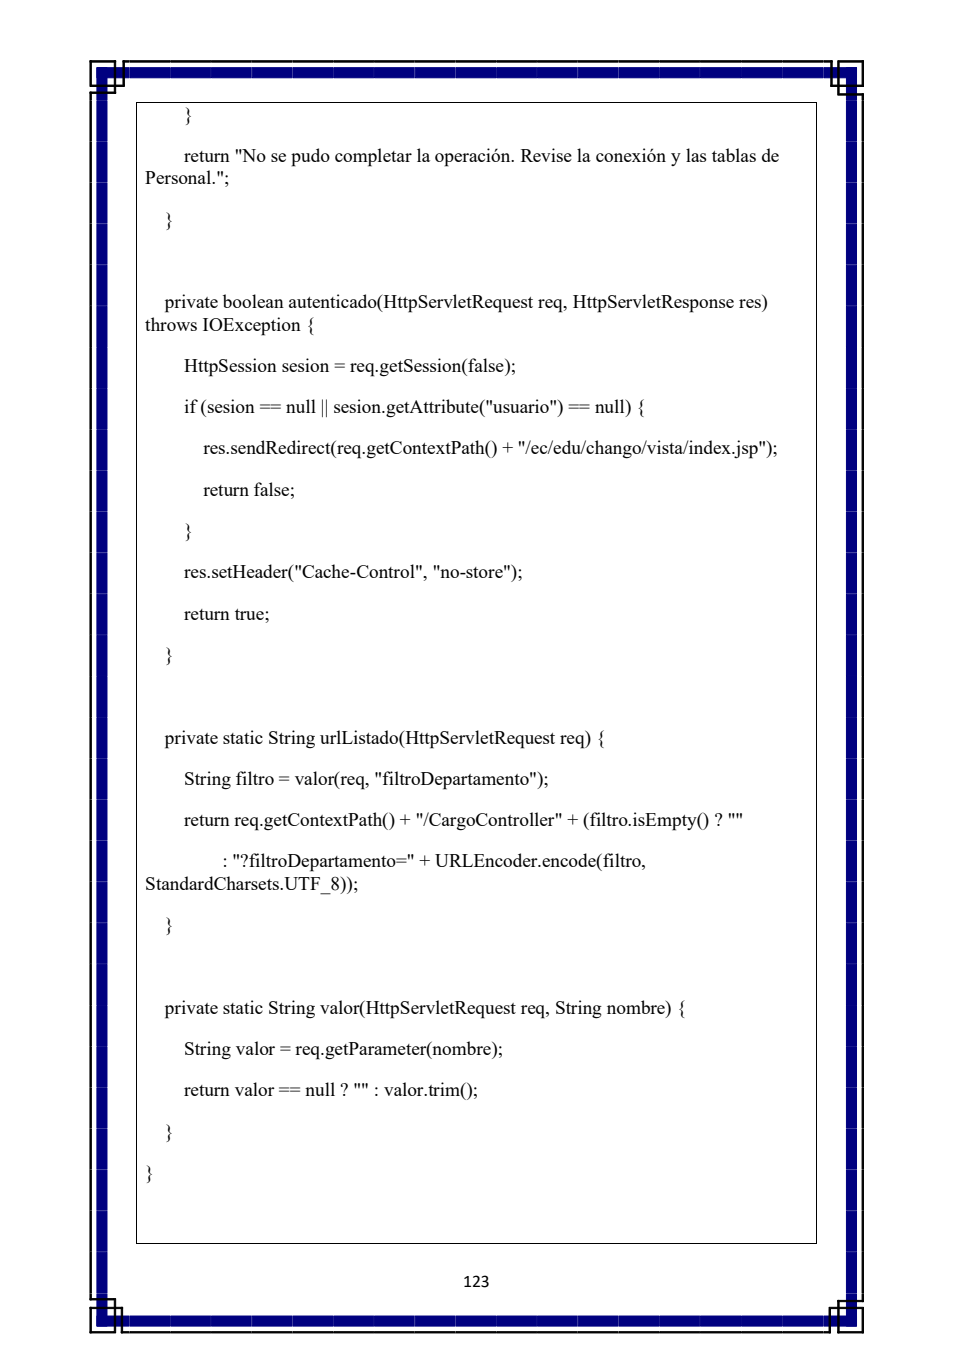 }
return "No se pudo completar la operación. Revise la conexión y las tablas de
Personal.";
}
private boolean autenticado(HttpServletRequest req, HttpServletResponse res)
throws IOException {
HttpSession sesion = req.getSession(false);
if (sesion == null || sesion.getAttribute("usuario") == null) {
res.sendRedirect(req.getContextPath() + "/ec/edu/chango/vista/index.jsp");
return false;
}
res.setHeader("Cache-Control", "no-store");
return true;
}
private static String urlListado(HttpServletRequest req) {
String filtro = valor(req, "filtroDepartamento");
return req.getContextPath() + "/CargoController" + (filtro.isEmpty() ? ""
: "?filtroDepartamento=" + URLEncoder.encode(filtro,
StandardCharsets.UTF_8));
}
private static String valor(HttpServletRequest req, String nombre) {
String valor = req.getParameter(nombre);
return valor == null ? "" : valor.trim();
}
}
123